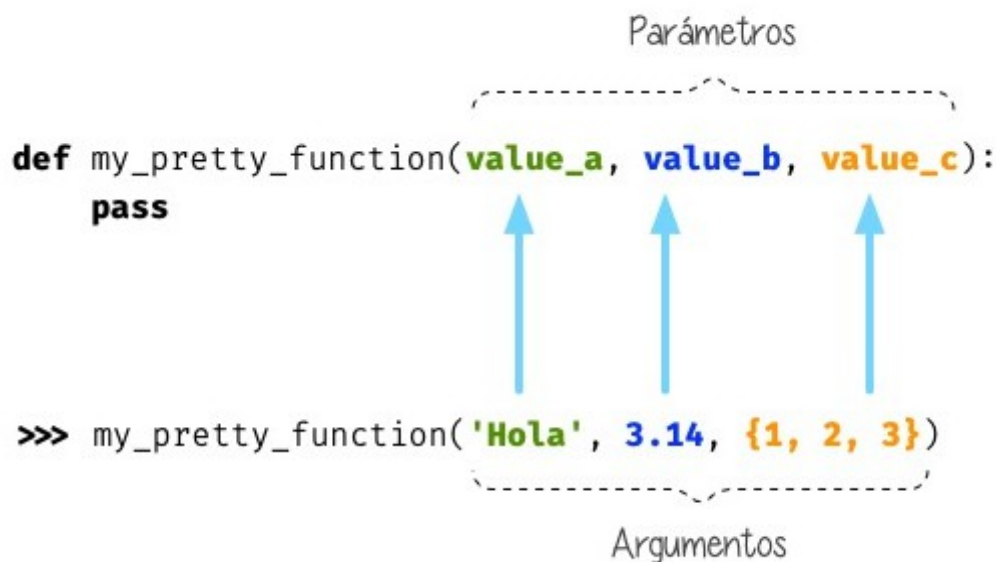 Parámetros
def my_pretty_function(value_a, value_b, value_c):
pass
>>> my_pretty_function('Hola', 3.14, {1, 2, 3})
Argumentos